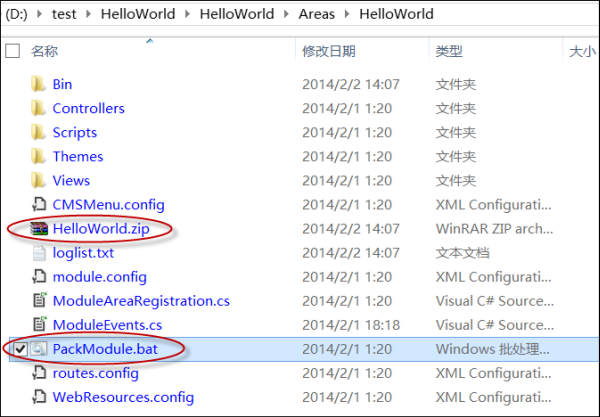 (D:) › test › HelloWorld › HelloWorld › Areas › HelloWorld
名称 修改日期 类型 大小
Bin 2014/2/2 14:07 文件夹
Controllers 2014/2/1 1:20 文件夹
Scripts 2014/2/1 1:20 文件夹
Themes 2014/2/1 1:20 文件夹
Views 2014/2/1 1:20 文件夹
CMSMenu.config 2014/2/1 1:20 XML Configurati...
HelloWorld.zip 2014/2/2 14:07 WinRAR ZIP arch...
loglist.txt 2014/2/2 14:07 文本文档
module.config 2014/2/1 1:20 XML Configurati...
ModuleAreaRegistration.cs 2014/2/1 1:20 Visual C# Source...
ModuleEvents.cs 2014/2/1 18:18 Visual C# Source...
PackModule.bat 2014/2/1 1:20 Windows 批处理...
routes.config 2014/2/1 1:20 XML Configurati...
WebResources.config 2014/2/1 1:20 XML Configurati...